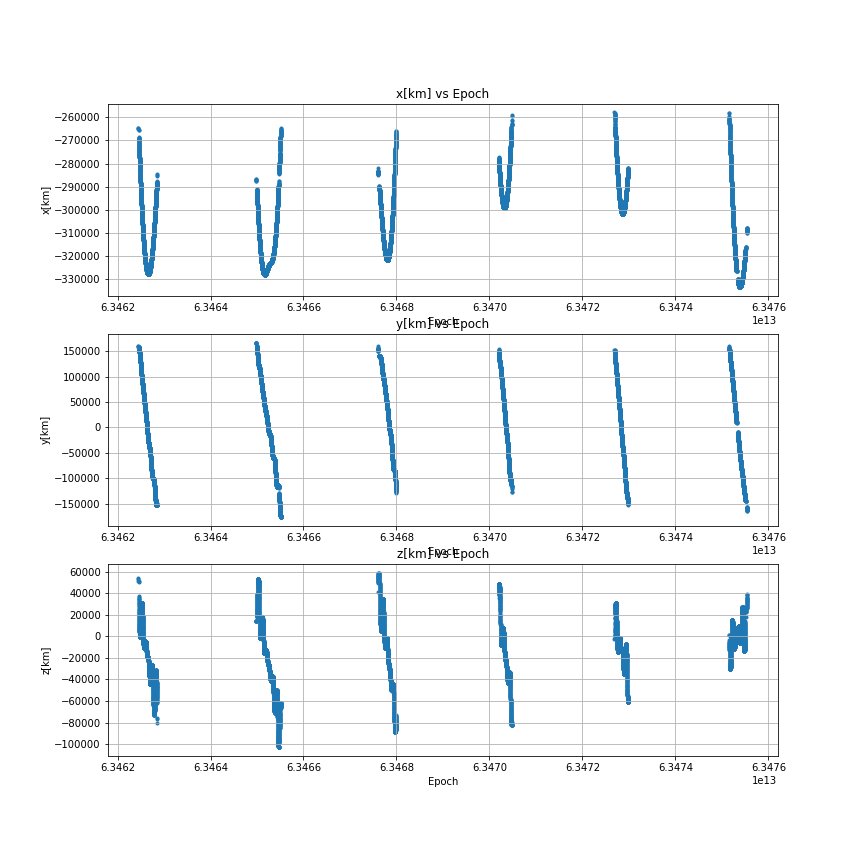 x[km] vs Epoch
−260000
−270000
−280000
−290000
−300000
−310000
−320000
−330000
x[km]
6.3462 6.3464 6.3466 6.3468 6.3470 6.3472 6.3474 6.3476
1e13
Epoch
y[km] vs Epoch
150000
100000
50000
0
−50000
−100000
−150000
y[km]
6.3462 6.3464 6.3466 6.3468 6.3470 6.3472 6.3474 6.3476
1e13
Epoch
z[km] vs Epoch
60000
40000
20000
0
−20000
−40000
−60000
−80000
−100000
z[km]
6.3462 6.3464 6.3466 6.3468 6.3470 6.3472 6.3474 6.3476
1e13
Epoch